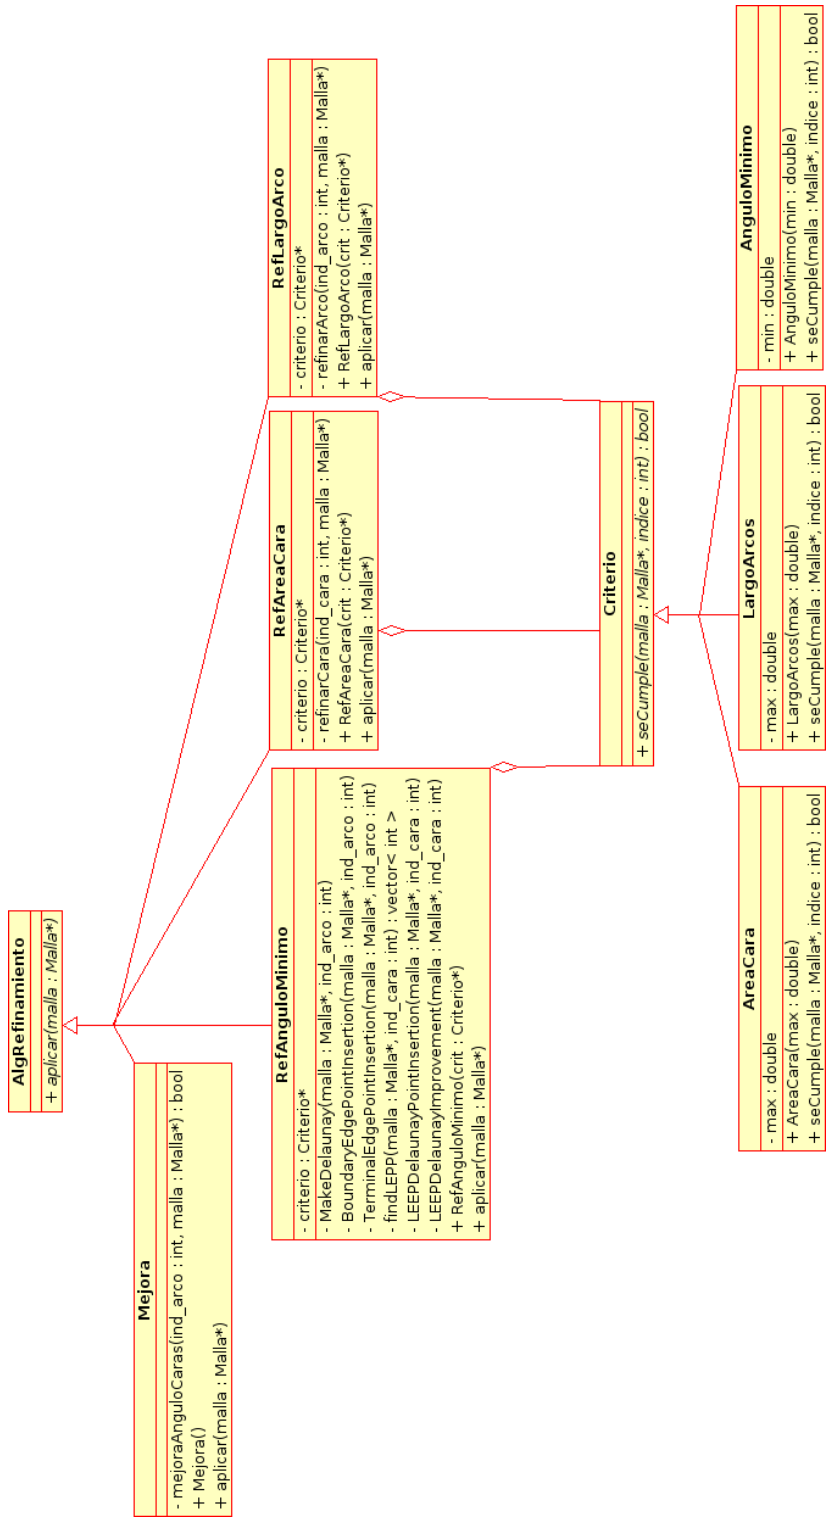 AlgRefinamiento
+ aplicar(malla : Malla*)
Mejora
- mejoraAnguloCaras(ind_arco : int, malla : Malla*) : bool
+ Mejora()
+ aplicar(malla : Malla*)
RefAnguloMinimo
- criterio : Criterio*
- MakeDelaunay(malla : Malla*, ind_arco : int)
- BoundaryEdgePointInsertion(malla : Malla*, ind_arco : int)
- TerminalEdgePointInsertion(malla : Malla*, ind_arco : int)
- findLEPP(malla : Malla*, ind_cara : int) : vector< int >
- LEEPDelaunayPointInsertion(malla : Malla*, ind_cara : int)
- LEEPDelaunayImprovement(malla : Malla*, ind_cara : int)
+ RefAnguloMinimo(crit : Criterio*)
+ aplicar(malla : Malla*)
RefAreaCara
- criterio : Criterio*
- refinarCara(ind_cara : int, malla : Malla*)
+ RefAreaCara(crit : Criterio*)
+ aplicar(malla : Malla*)
RefLargoArco
- criterio : Criterio*
- refinarArco(ind_arco : int, malla : Malla*)
+ RefLargoArco(crit : Criterio*)
+ aplicar(malla : Malla*)
Criterio
+ seCumple(malla : Malla*, indice : int) : bool
AreaCara
- max : double
+ AreaCara(max : double)
+ seCumple(malla : Malla*, indice : int) : bool
LargoArcos
- max : double
+ LargoArcos(max : double)
+ seCumple(malla : Malla*, indice : int) : bool
AnguloMinimo
- min : double
+ AnguloMinimo(min : double)
+ seCumple(malla : Malla*, indice : int) : bool